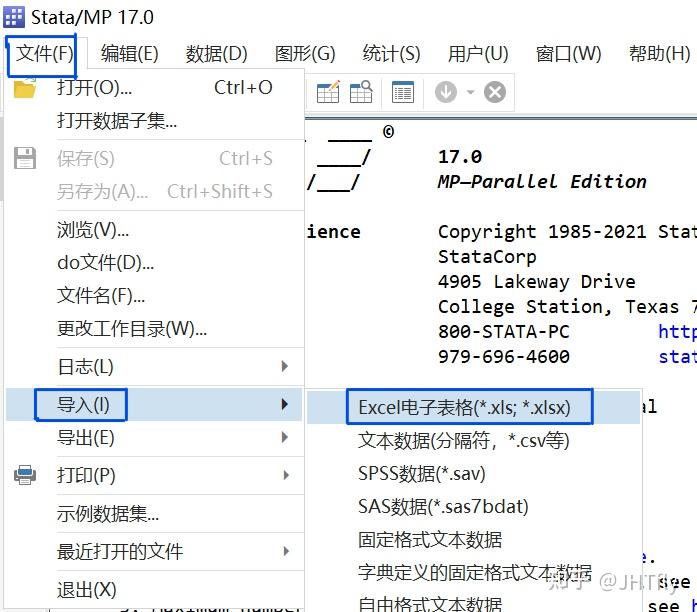 Stata/MP 17.0
文件(F) 编辑(E) 数据(D) 图形(G) 统计(S) 用户(U) 窗口(W) 帮助(H)
打开(O)... Ctrl+O
打开数据子集...
©
保存(S) Ctrl+S
17.0
另存为(A)... Ctrl+Shift+S
MP—Parallel Edition
浏览(V)...
ience Copyright 1985-2021 Stat
StataCorp
do文件(D)...
4905 Lakeway Drive
文件名(F)...
College Station, Texas 7
更改工作目录(W)...
800-STATA-PC http
979-696-4600 stat
日志(L)
导入(I)
Excel电子表格(*.xls; *.xlsx)
al
导出(E)
文本数据(分隔符，*.csv等)
打印(P)
SPSS数据(*.sav)
示例数据集...
SAS数据(*.sas7bdat)
固定格式文本数据
最近打开的文件
字典定义的固定格式文本数据
e.
知乎 @JHTfly
see
退出(X)
自由格式文本数据
see h